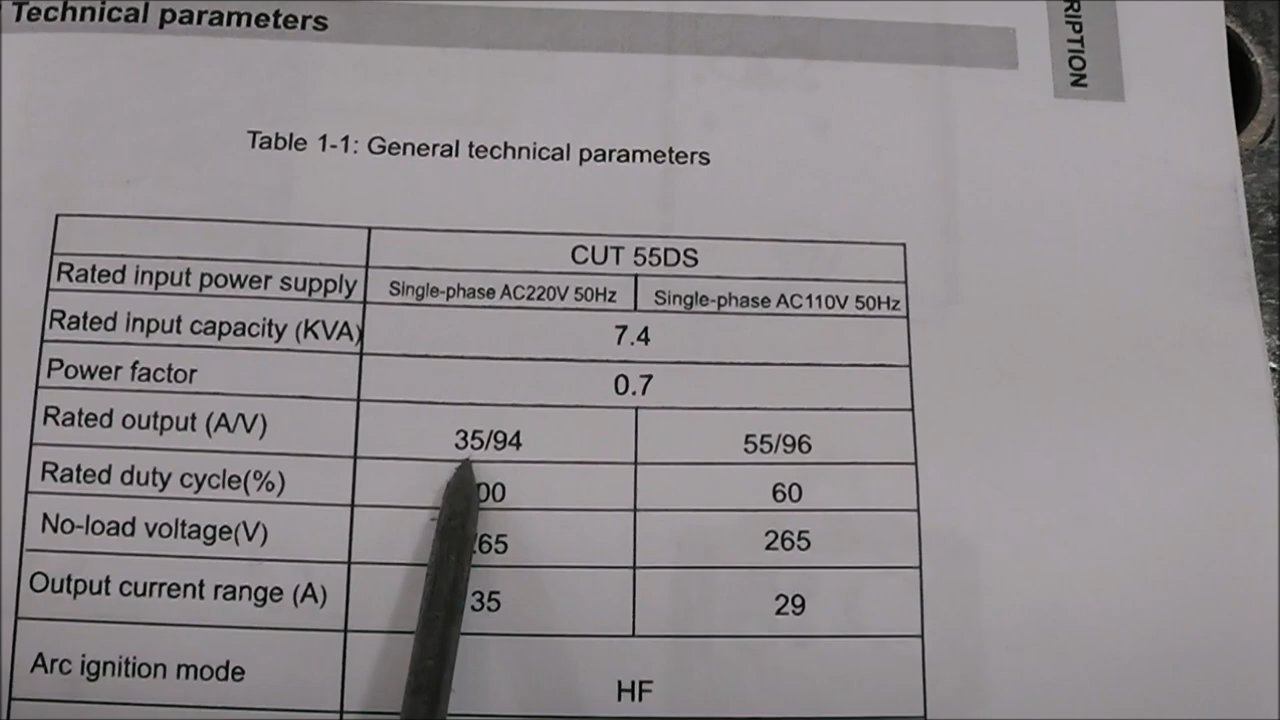 Technical parameters
RIPTION
Table 1-1: General technical parameters
CUT 55DS
Rated input power supply Single-phase AC220V 50Hz Single-phase AC110V 50Hz
Rated input capacity (KVA) 7.4
Power factor 0.7
Rated output (A/V) 35/94 55/96
Rated duty cycle(%) 00 60
No-load voltage(V) 65 265
Output current range (A) 35 29
Arc ignition mode HF